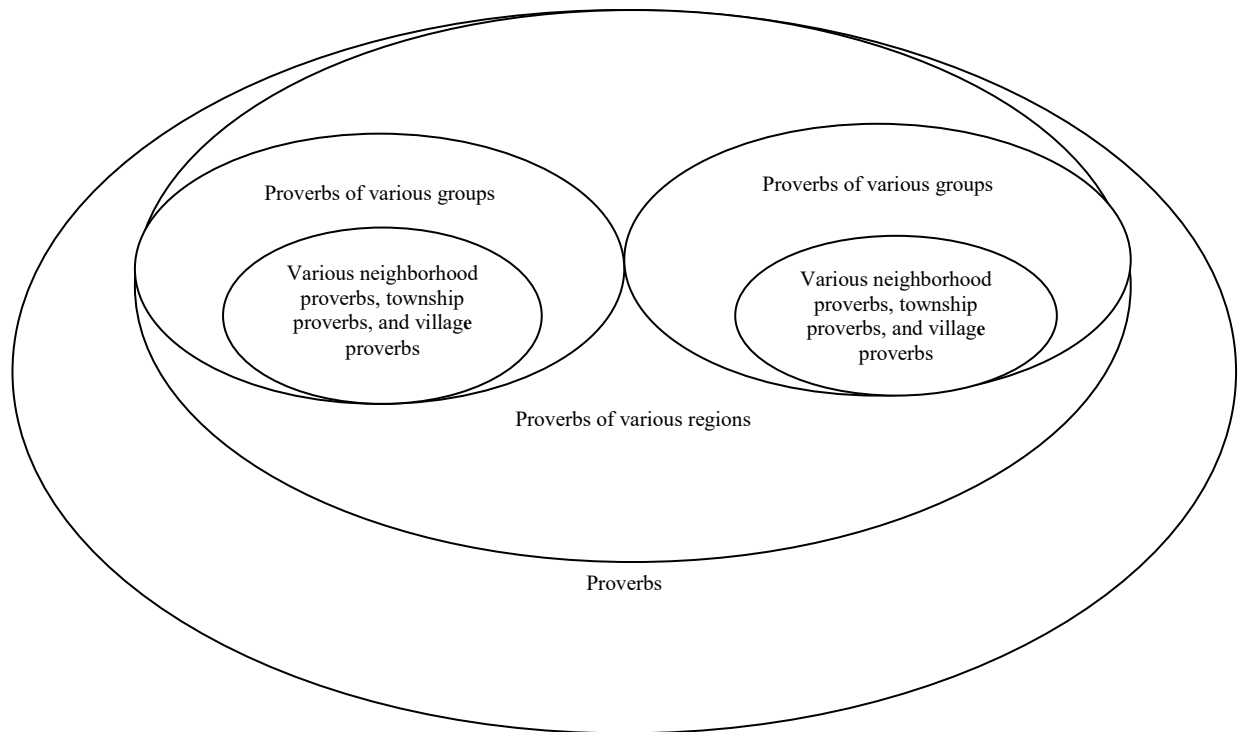 Proverbs of various groups
Various neighborhood
proverbs, township
proverbs, and village
proverbs
Proverbs of various groups
Various neighborhood
proverbs, township
proverbs, and village
proverbs
Proverbs of various regions
Proverbs